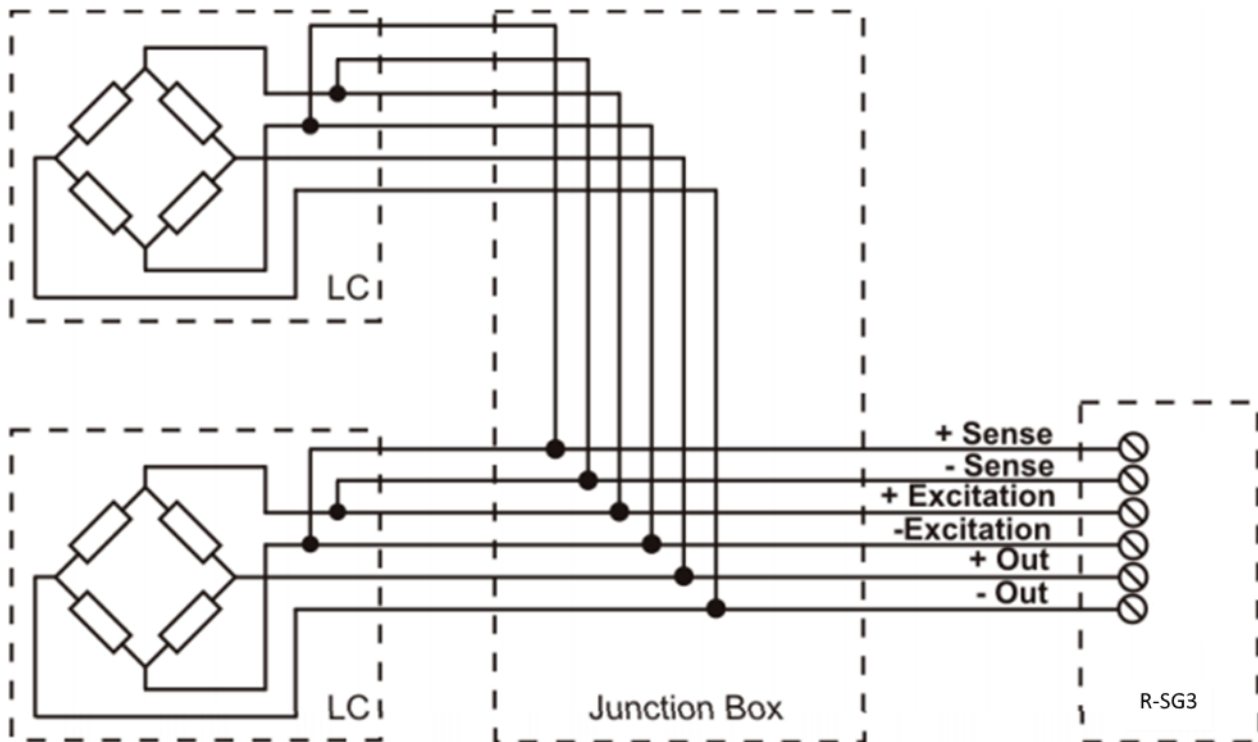 LC
+ Sense
- Sense
+ Excitation
-Excitation
+ Out
- Out
LC
Junction Box
R-SG3